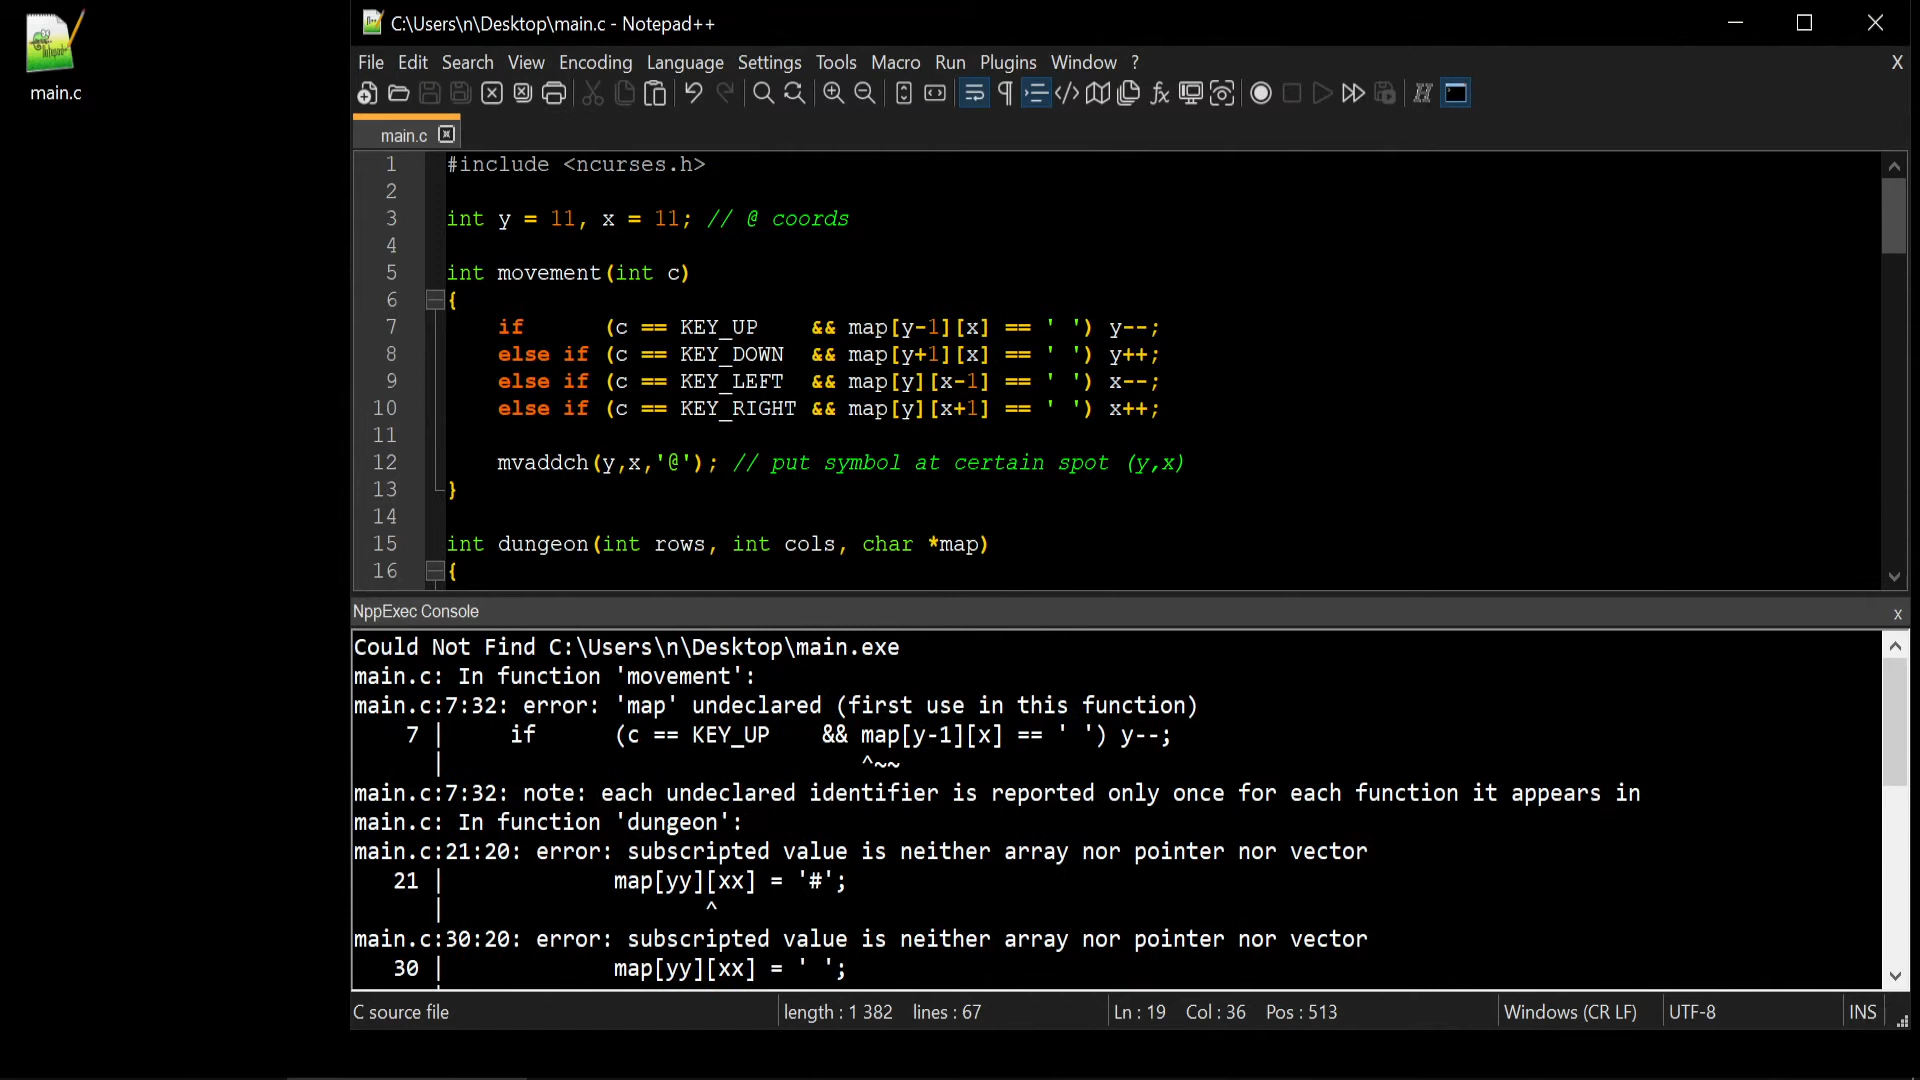 main.c
C:\Users\n\Desktop\main.c - Notepad++
File Edit Search View Encoding Language Settings Tools Macro Run Plugins Window ? X
main.c
1 #include <ncurses.h>
2
3 int y = 11, x = 11; // @ coords
4
5 int movement(int c)
6 {
7 if (c == KEY_UP && map[y-1][x] == ' ') y--;
8 else if (c == KEY_DOWN && map[y+1][x] == ' ') y++;
9 else if (c == KEY_LEFT && map[y][x-1] == ' ') x--;
10 else if (c == KEY_RIGHT && map[y][x+1] == ' ') x++;
11
12 mvaddch(y,x,'@'); // put symbol at certain spot (y,x)
13 }
14
15 int dungeon(int rows, int cols, char *map)
16 {
NppExec Console x
Could Not Find C:\Users\n\Desktop\main.exe
main.c: In function 'movement':
main.c:7:32: error: 'map' undeclared (first use in this function)
7 | if (c == KEY_UP && map[y-1][x] == ' ') y--;
| ^~~
main.c:7:32: note: each undeclared identifier is reported only once for each function it appears in
main.c: In function 'dungeon':
main.c:21:20: error: subscripted value is neither array nor pointer nor vector
21 | map[yy][xx] = '#';
| ^
main.c:30:20: error: subscripted value is neither array nor pointer nor vector
30 | map[yy][xx] = ' ';
C source file length : 1 382 lines : 67 Ln : 19 Col : 36 Pos : 513 Windows (CR LF) UTF-8 INS